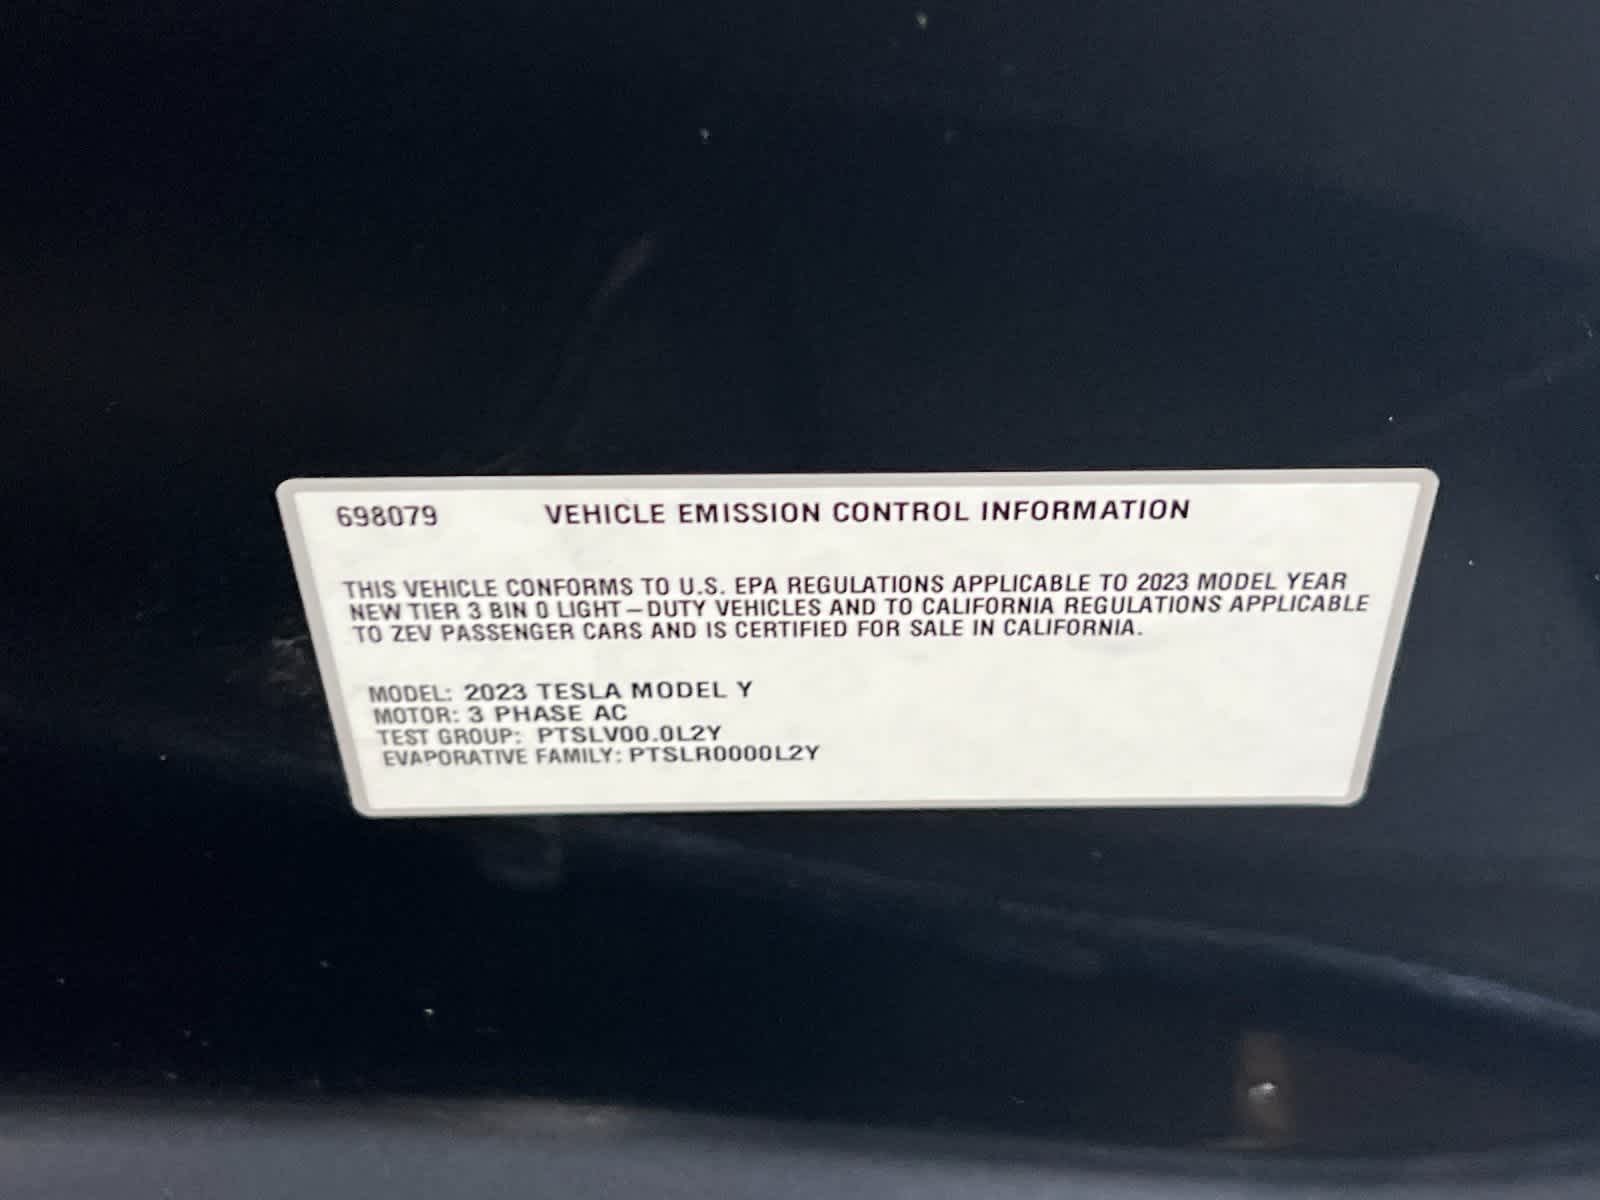 698079 VEHICLE EMISSION CONTROL INFORMATION
THIS VEHICLE CONFORMS TO U.S. EPA REGULATIONS APPLICABLE TO 2023 MODEL YEAR
NEW TIER 3 BIN 0 LIGHT–DUTY VEHICLES AND TO CALIFORNIA REGULATIONS APPLICABLE
TO ZEV PASSENGER CARS AND IS CERTIFIED FOR SALE IN CALIFORNIA.
MODEL: 2023 TESLA MODEL Y
MOTOR: 3 PHASE AC
TEST GROUP: PTSLV00.0L2Y
EVAPORATIVE FAMILY: PTSLR0000L2Y